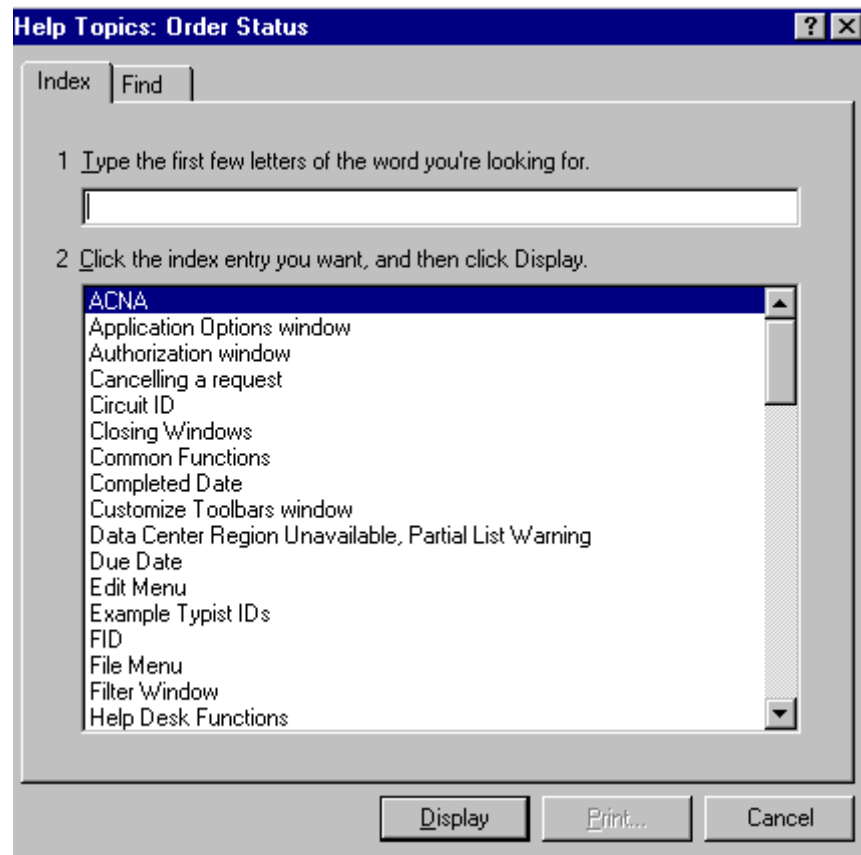 Help Topics: Order Status
Index Find
1 Type the first few letters of the word you're looking for.
2 Click the index entry you want, and then click Display.
ACNA
Application Options window
Authorization window
Cancelling a request
Circuit ID
Closing Windows
Common Functions
Completed Date
Customize Toolbars window
Data Center Region Unavailable, Partial List Warning
Due Date
Edit Menu
Example Typist IDs
FID
File Menu
Filter Window
Help Desk Functions
Display Print... Cancel